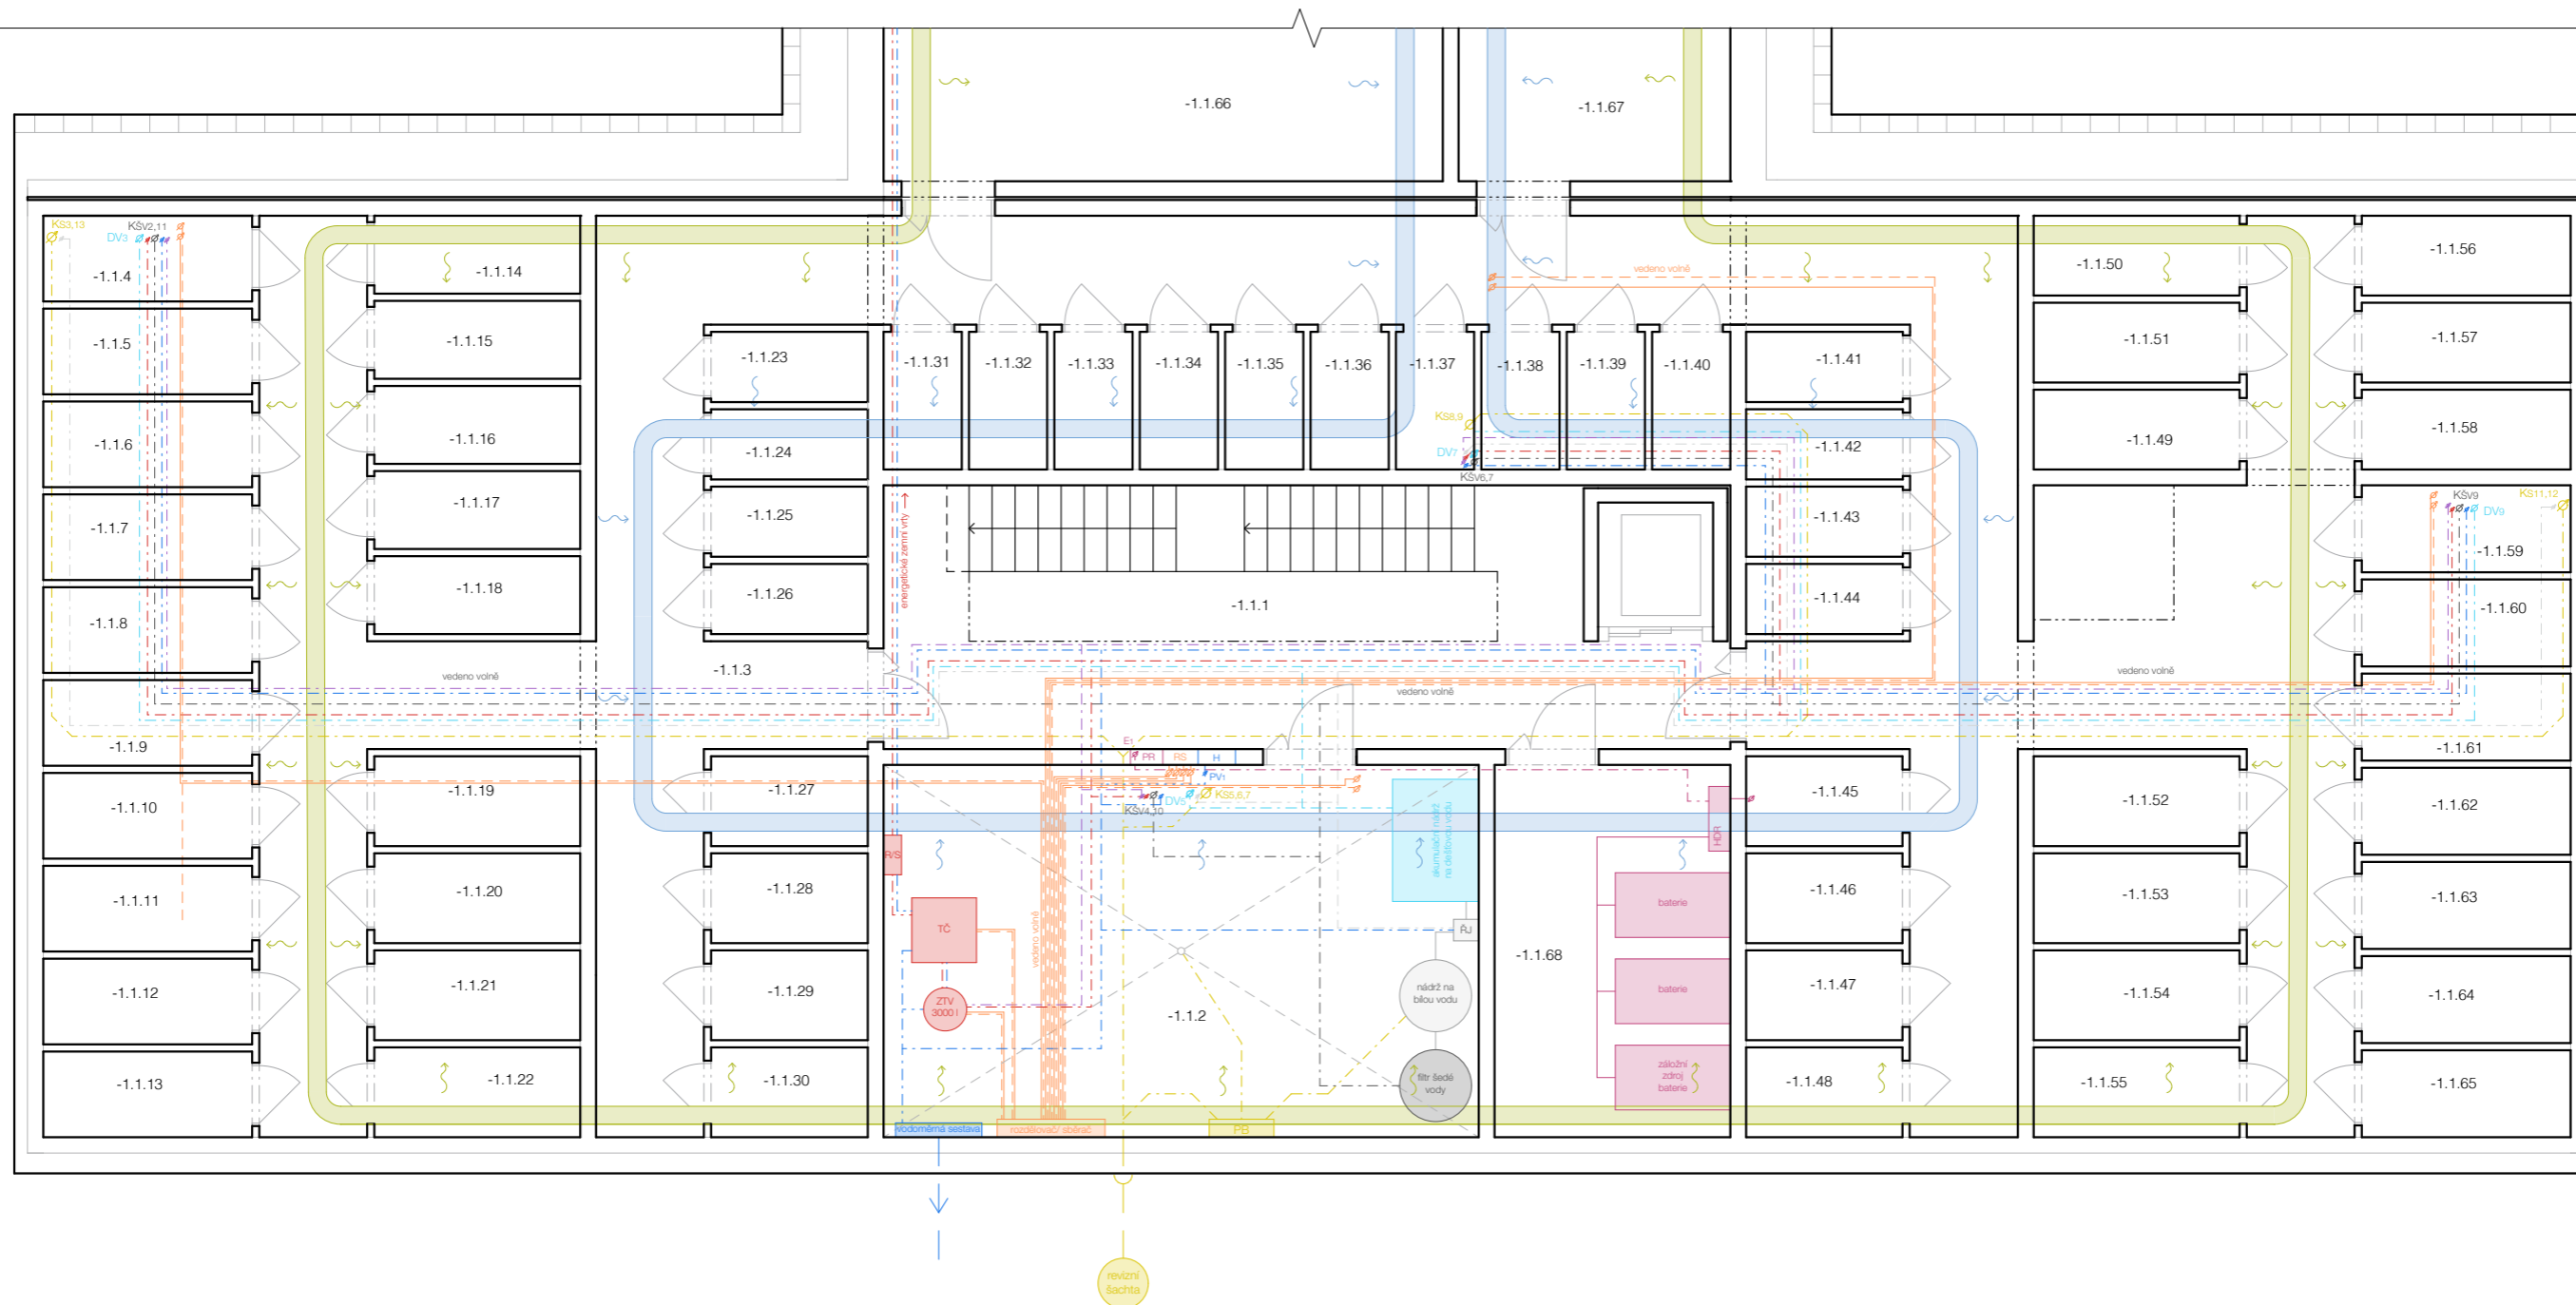 -1.1.66
-1.1.67
KS3,13
KŠV2,11
DV3
-1.1.4
-1.1.14
vedeno volně
-1.1.50
-1.1.56
-1.1.5
-1.1.15
-1.1.23
-1.1.31
-1.1.32
-1.1.33
-1.1.34
-1.1.35
-1.1.36
-1.1.37
-1.1.38
-1.1.39
-1.1.40
-1.1.41
-1.1.51
-1.1.57
-1.1.6
-1.1.16
-1.1.24
KS8,9
DV7
KŠV6,7
-1.1.42
-1.1.49
-1.1.58
-1.1.7
-1.1.17
-1.1.25
energetické zemní vrty
-1.1.43
KŠV9
KS11,12
DV9
-1.1.59
-1.1.8
-1.1.18
-1.1.26
-1.1.1
-1.1.44
-1.1.60
vedeno volně
-1.1.3
vedeno volně
vedeno volně
-1.1.9
E1
PR
RS
H
-1.1.61
-1.1.10
-1.1.19
-1.1.27
PV1
KŠV4,10
DV5
KS5,6,7
akumulační nádrž
na dešťovou vodu
HDR
-1.1.45
-1.1.52
-1.1.62
R/S
-1.1.11
-1.1.20
-1.1.28
TČ
vedeno volně
ŘJ
baterie
-1.1.46
-1.1.53
-1.1.63
-1.1.68
-1.1.12
-1.1.21
-1.1.29
ZTV
3000 l
-1.1.2
nádrž na
bílou vodu
baterie
-1.1.47
-1.1.54
-1.1.64
-1.1.13
-1.1.22
-1.1.30
filtr šedé
vody
záložní
zdroj
baterie
-1.1.48
-1.1.55
-1.1.65
vodoměrná sestava
rozdělovač/ sběrač
PB
revizní
šachta